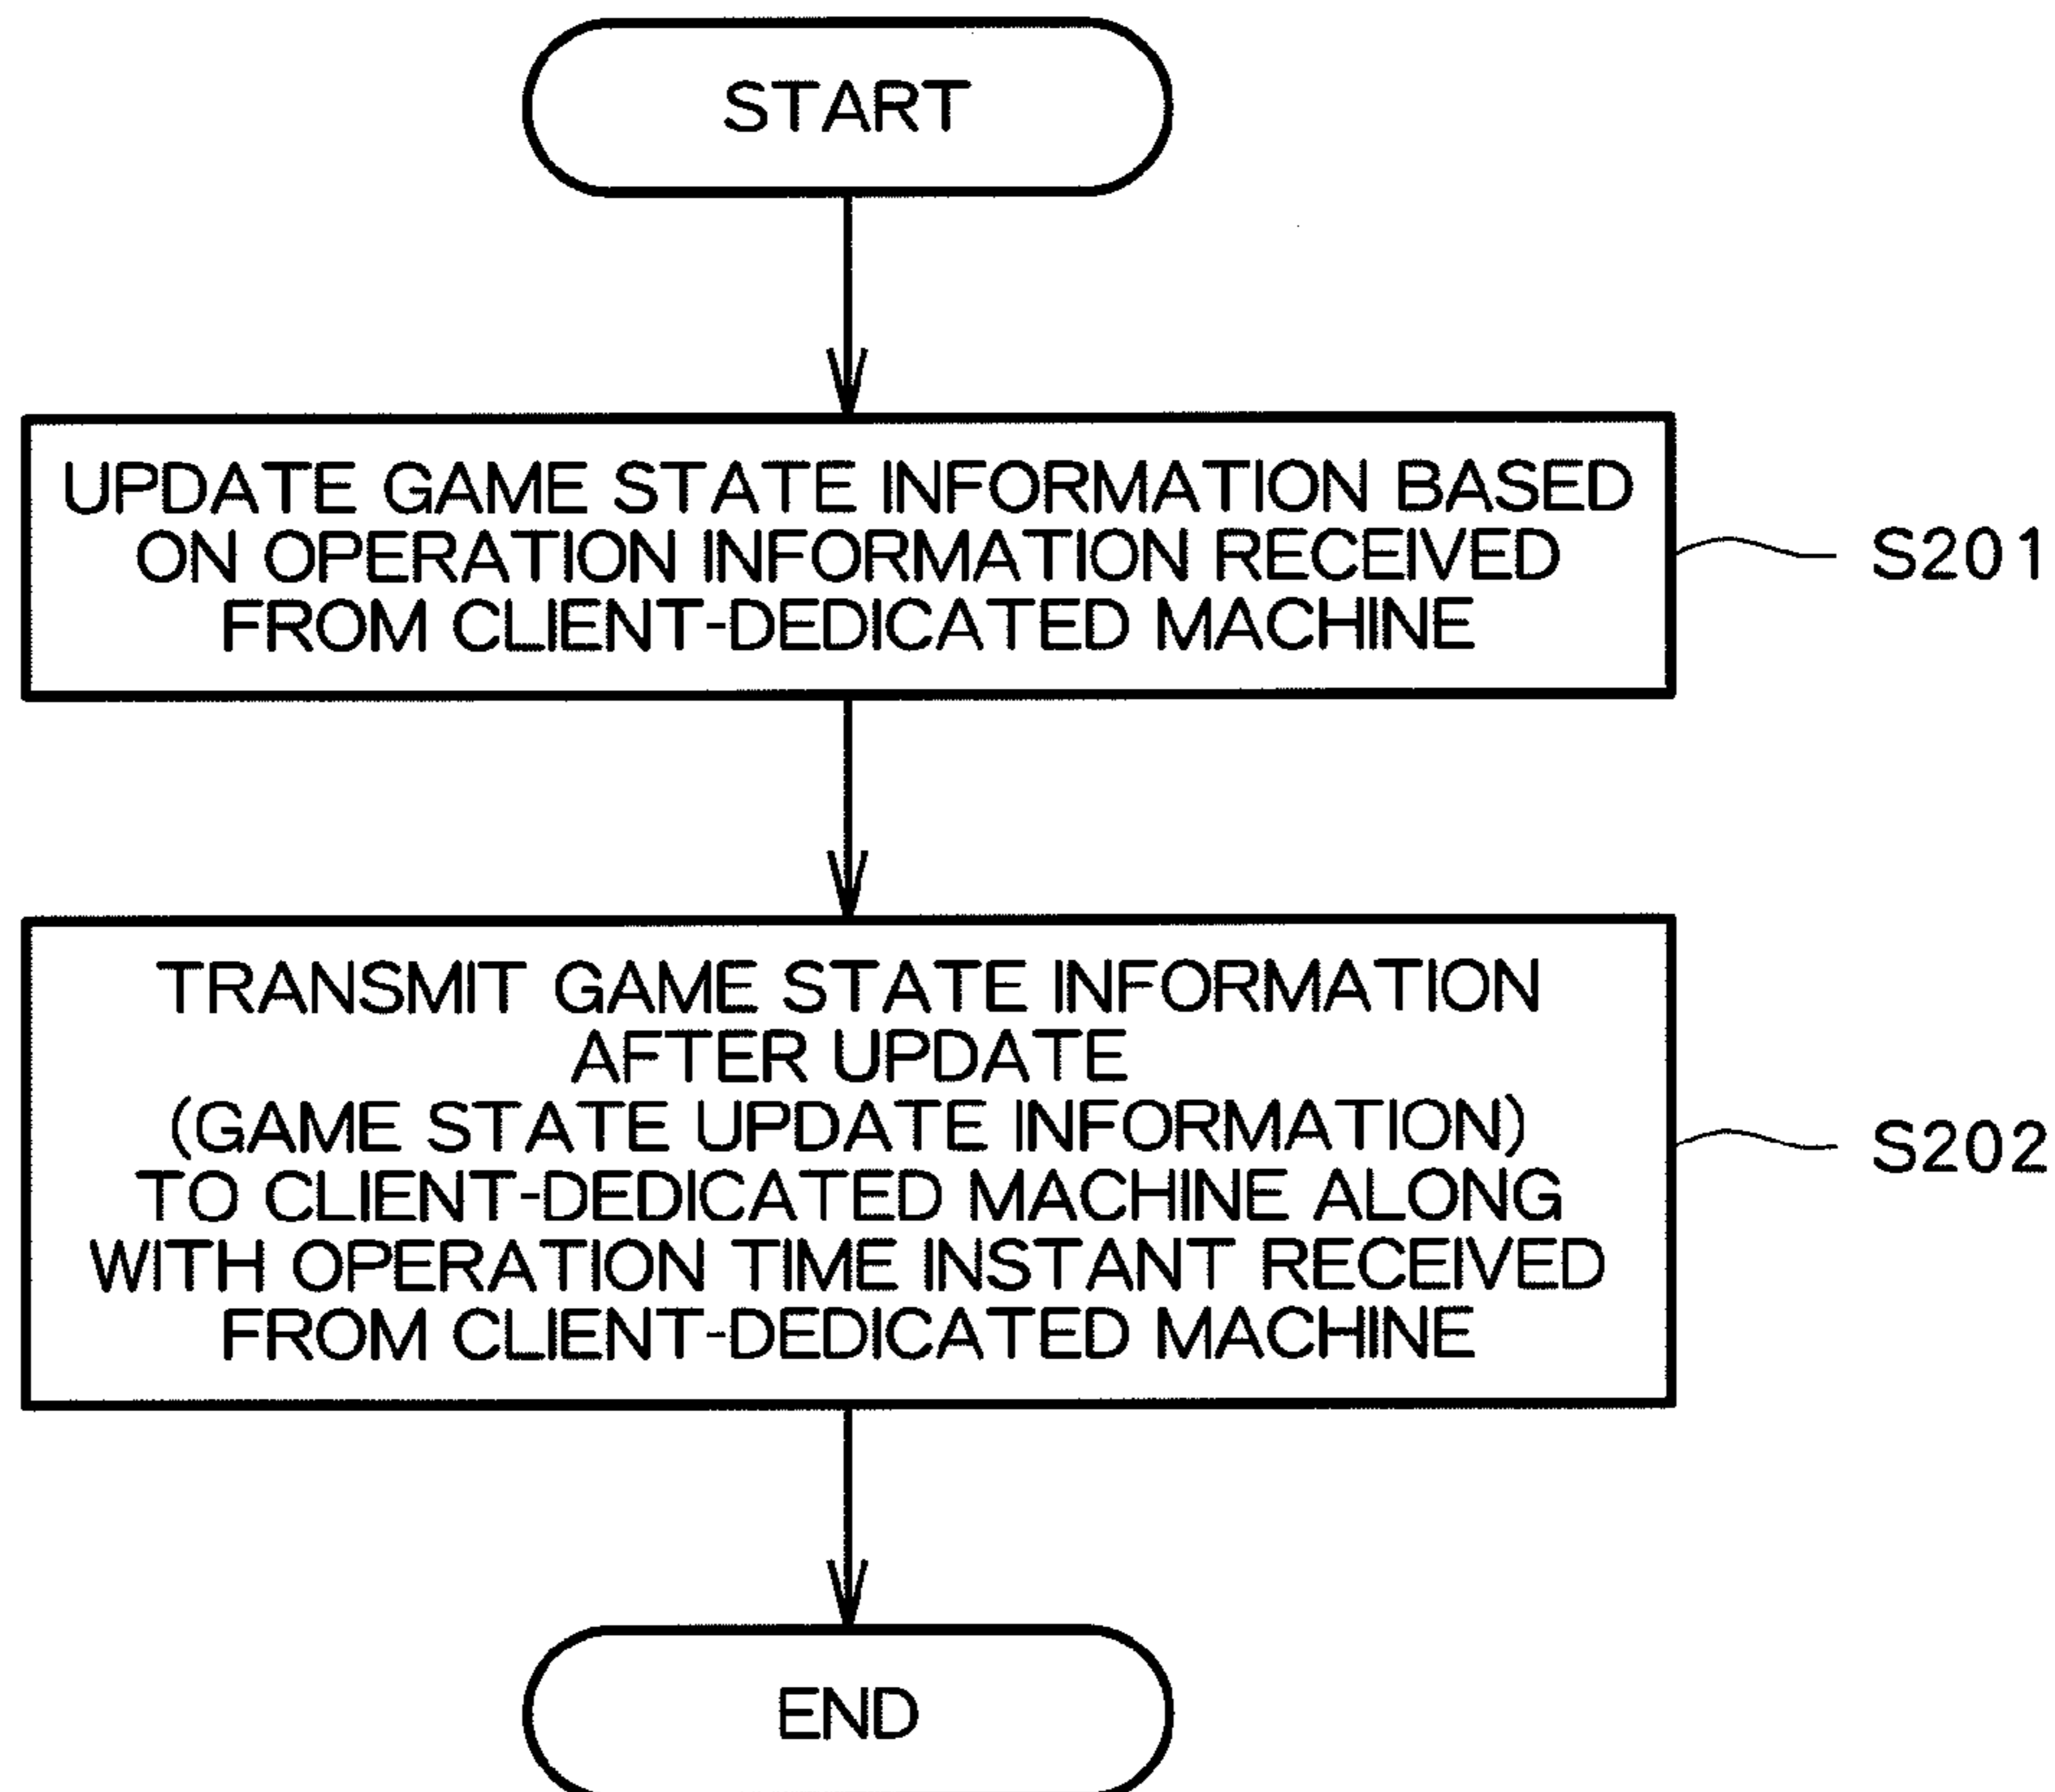 START
UPDATE GAME STATE INFORMATION BASED
ON OPERATION INFORMATION RECEIVED
FROM CLIENT-DEDICATED MACHINE
S201
TRANSMIT GAME STATE INFORMATION
AFTER UPDATE
(GAME STATE UPDATE INFORMATION)
TO CLIENT-DEDICATED MACHINE ALONG
WITH OPERATION TIME INSTANT RECEIVED
FROM CLIENT-DEDICATED MACHINE
S202
END